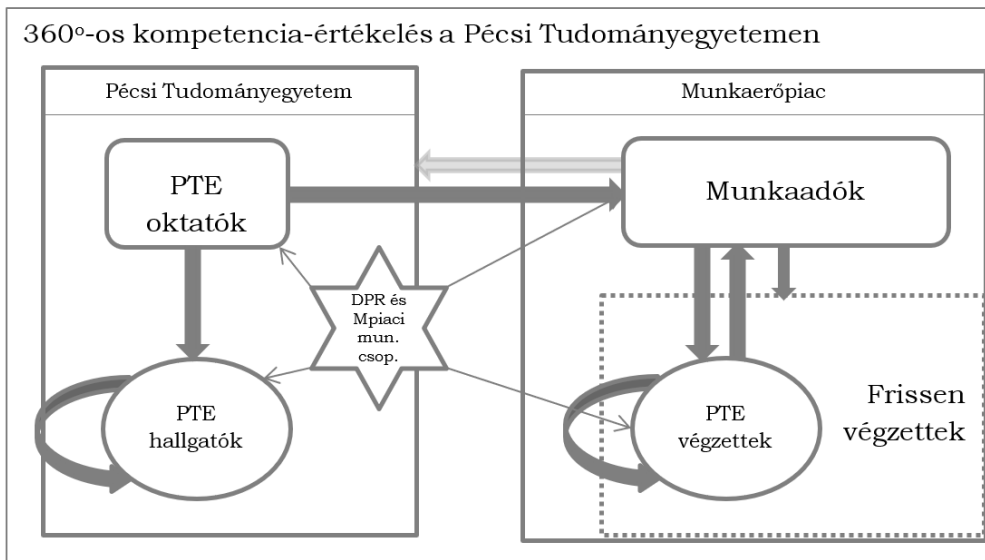 360º-os kompetencia-értékelés a Pécsi Tudományegyetemen
Pécsi Tudományegyetem
Munkaerőpiac
PTE
oktatók
Munkaadók
DPR és
Mpiaci
mun.
csop.
PTE
hallgatók
PTE
végzettek
Frissen
végzettek